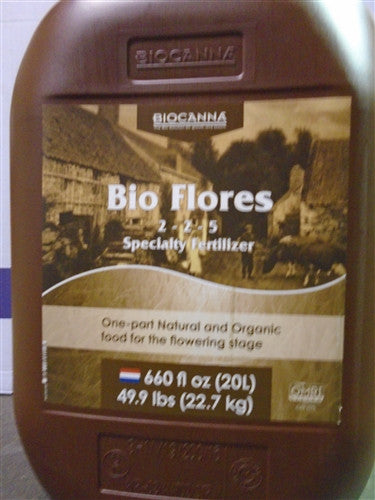 BIOCANNA
BIOCANNA
Bio Flores
2 - 2 - 5
Specialty Fertilizer
One-part Natural and Organic
food for the flowering stage
660 fl oz (20L)
49.9 lbs (22.7 kg)
OMRI